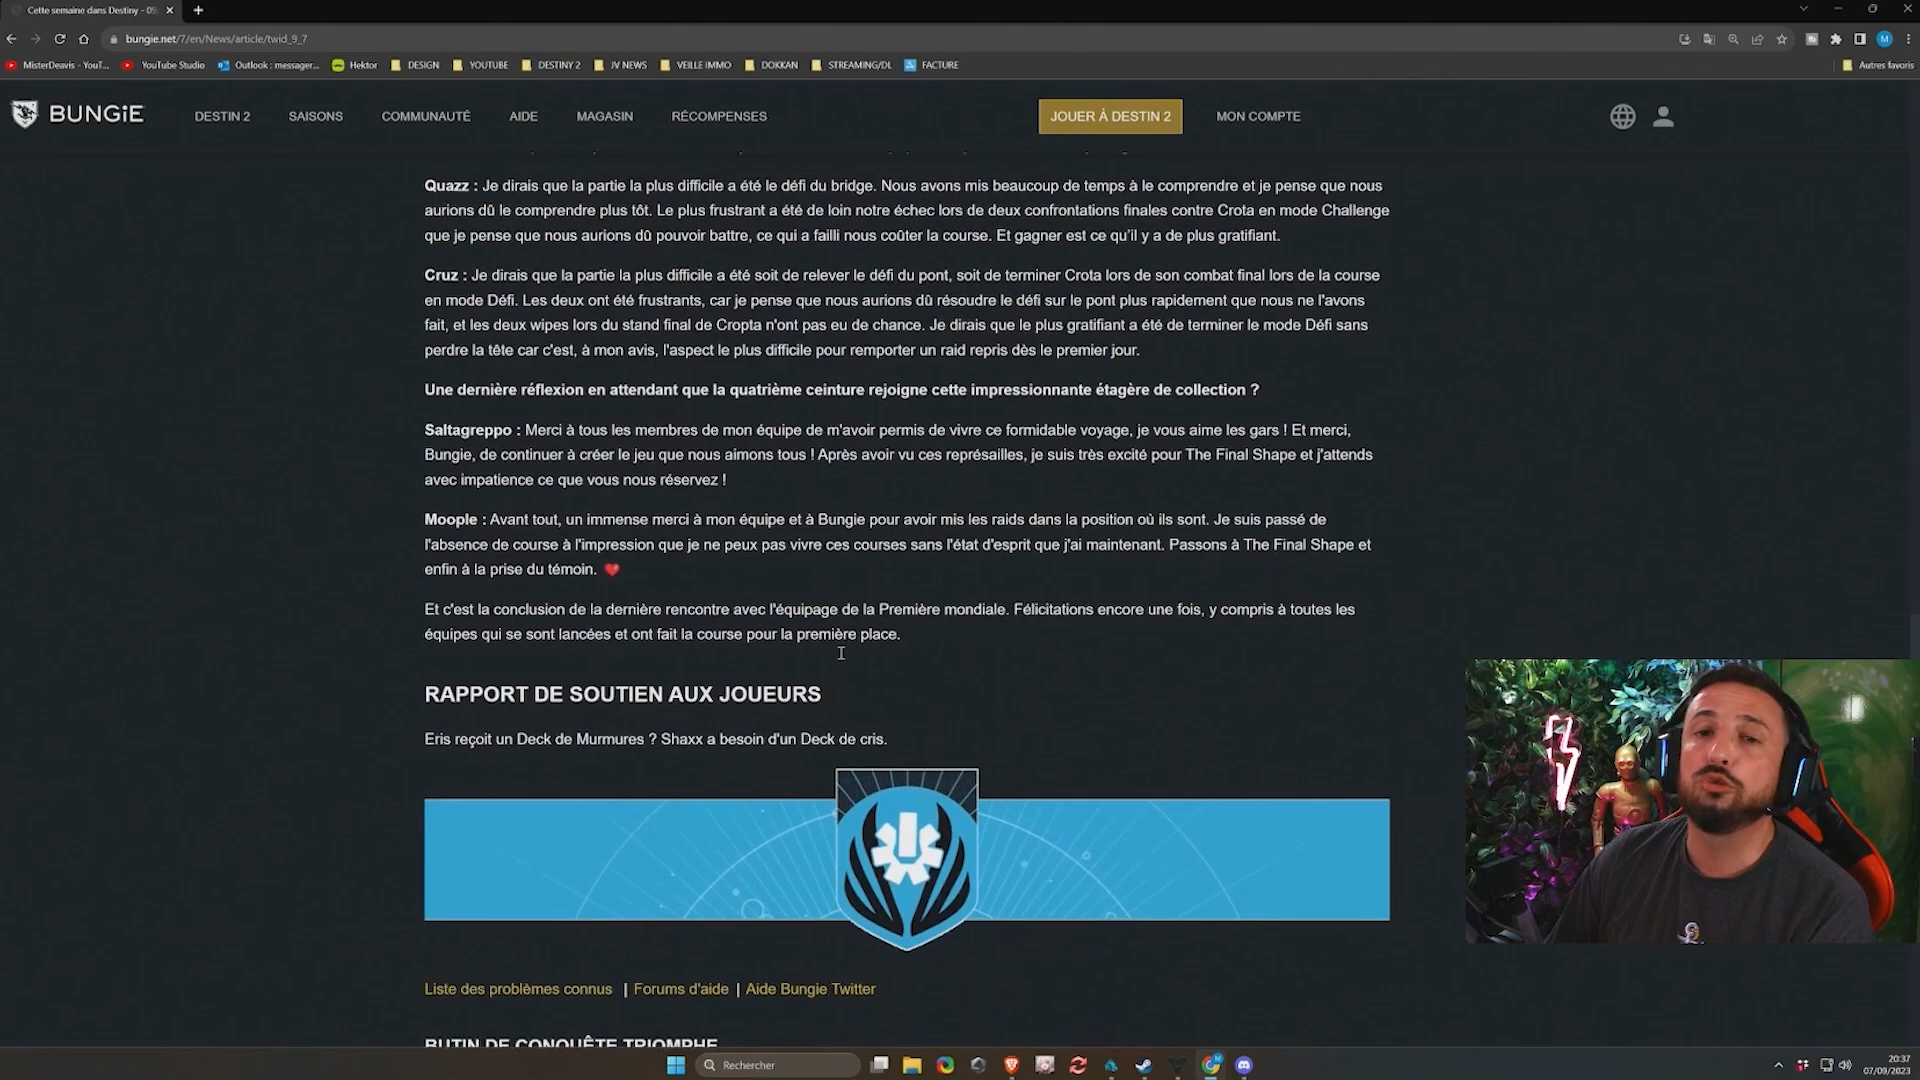 Cette semaine dans Destiny - 09
bungie.net/7/en/News/article/twid_9_7
MisterDeavis - YouT...
YouTube Studio
Outlook : messager...
Hektor
DESIGN
YOUTUBE
DESTINY 2
JV NEWS
VEILLE IMMO
DOKKAN
STREAMING/DL
FACTURE
Autres favoris
BUNGiE
DESTIN 2
SAISONS
COMMUNAUTÉ
AIDE
MAGASIN
RÉCOMPENSES
JOUER À DESTIN 2
MON COMPTE
Quazz : Je dirais que la partie la plus difficile a été le défi du bridge. Nous avons mis beaucoup de temps à le comprendre et je pense que nous
aurions dû le comprendre plus tôt. Le plus frustrant a été de loin notre échec lors de deux confrontations finales contre Crota en mode Challenge
que je pense que nous aurions dû pouvoir battre, ce qui a failli nous coûter la course. Et gagner est ce qu'il y a de plus gratifiant.
Cruz : Je dirais que la partie la plus difficile a été soit de relever le défi du pont, soit de terminer Crota lors de son combat final lors de la course
en mode Défi. Les deux ont été frustrants, car je pense que nous aurions dû résoudre le défi sur le pont plus rapidement que nous ne l'avons
fait, et les deux wipes lors du stand final de Cropta n'ont pas eu de chance. Je dirais que le plus gratifiant a été de terminer le mode Défi sans
perdre la tête car c'est, à mon avis, l'aspect le plus difficile pour remporter un raid repris dès le premier jour.
Une dernière réflexion en attendant que la quatrième ceinture rejoigne cette impressionnante étagère de collection ?
Saltagreppo : Merci à tous les membres de mon équipe de m'avoir permis de vivre ce formidable voyage, je vous aime les gars ! Et merci,
Bungie, de continuer à créer le jeu que nous aimons tous ! Après avoir vu ces représailles, je suis très excité pour The Final Shape et j'attends
avec impatience ce que vous nous réservez !
Moople : Avant tout, un immense merci à mon équipe et à Bungie pour avoir mis les raids dans la position où ils sont. Je suis passé de
l'absence de course à l'impression que je ne peux pas vivre ces courses sans l'état d'esprit que j'ai maintenant. Passons à The Final Shape et
enfin à la prise du témoin. ❤
Et c'est la conclusion de la dernière rencontre avec l'équipage de la Première mondiale. Félicitations encore une fois, y compris à toutes les
équipes qui se sont lancées et ont fait la course pour la première place.
RAPPORT DE SOUTIEN AUX JOUEURS
Eris reçoit un Deck de Murmures ? Shaxx a besoin d'un Deck de cris.
Liste des problèmes connus | Forums d'aide | Aide Bungie Twitter
BUTIN DE CONQUÊTE TRIOMPHE
Rechercher
20:37
07/09/2023